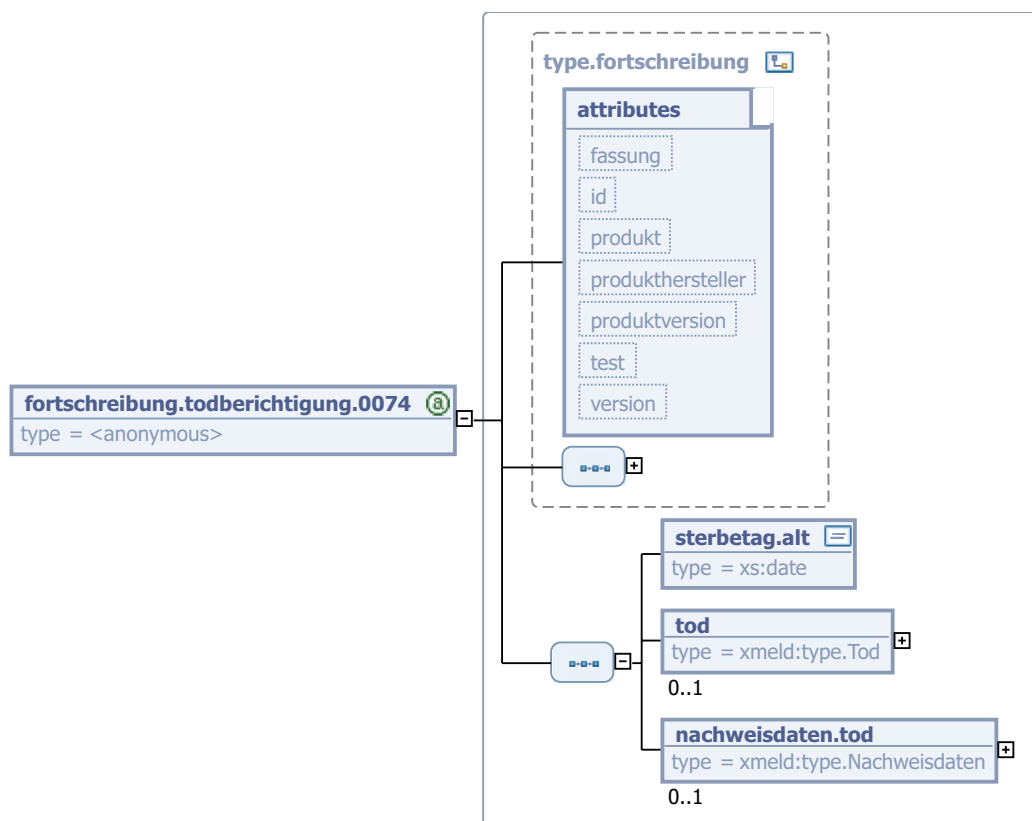 type.fortschreibung
attributes
fassung
id
produkt
produkthersteller
produktversion
test
version
fortschreibung.todberichtigung.0074 @
type = <anonymous>
sterbetag.alt
type = xs:date
tod
type = xmeld:type.Tod
0..1
nachweisdaten.tod
type = xmeld:type.Nachweisdaten
0..1